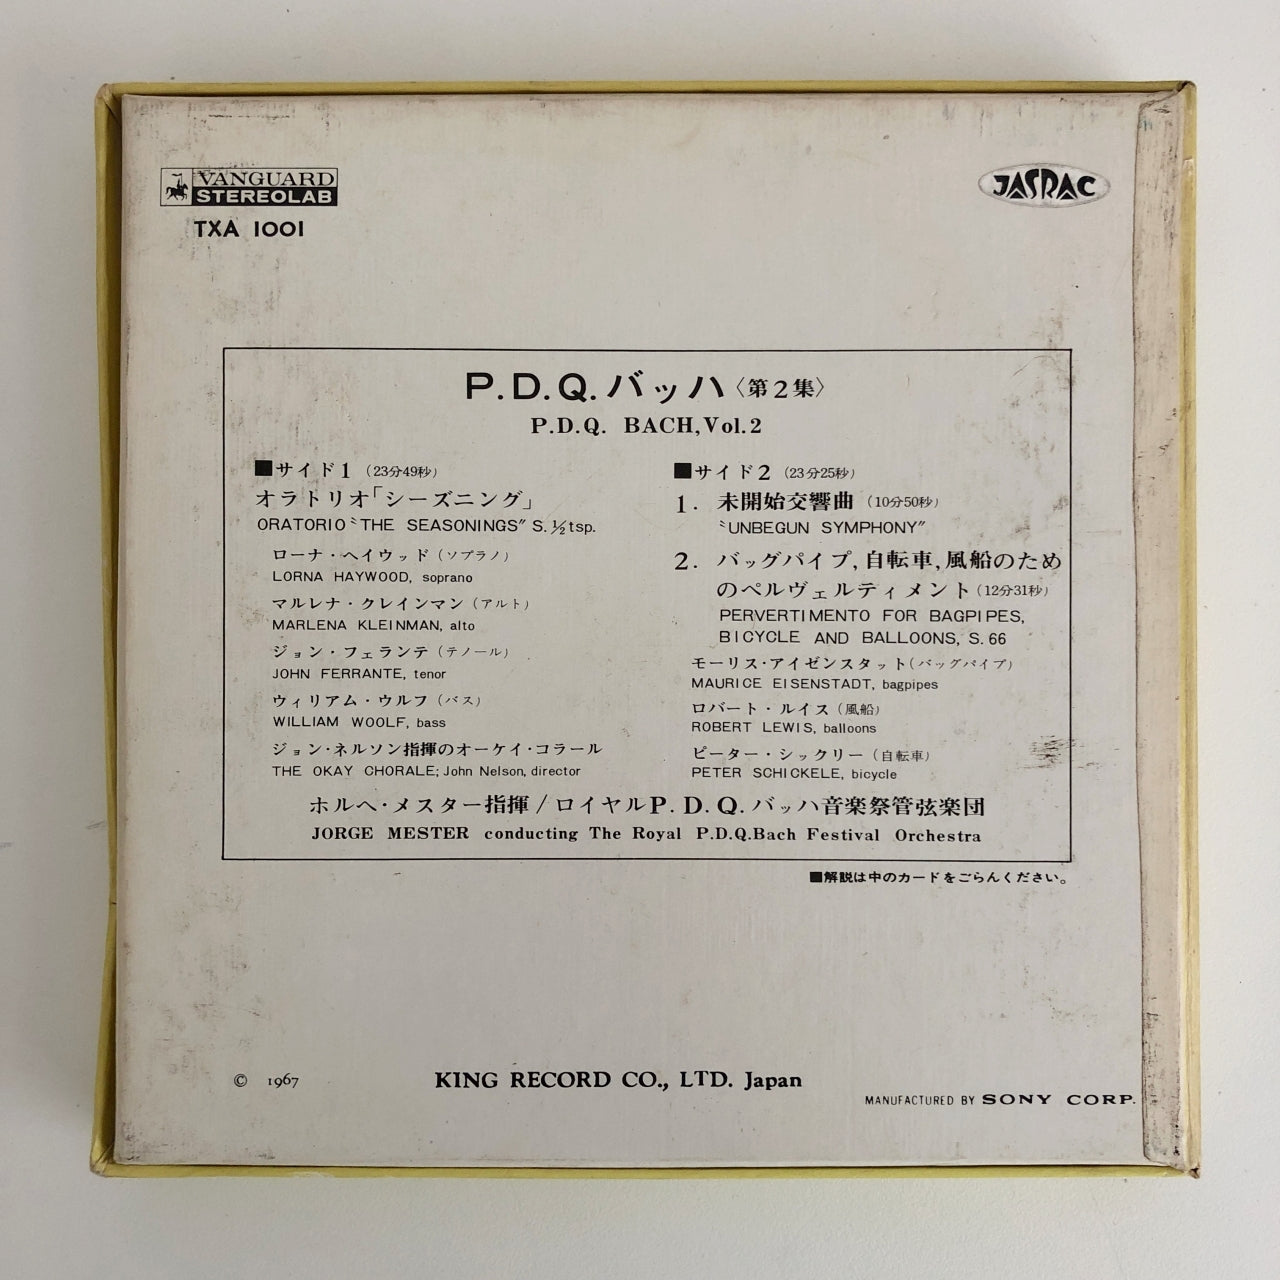 VANGUARD
STEREOLAB
TXA 1001
JASRAC
P.D.Q.バッハ〈第2集〉
P.D.Q. BACH,Vol.2
■サイド1（23分49秒）
オラトリオ「シーズニング」
ORATORIO "THE SEASONINGS" S.½tsp.
ローナ・ヘイウッド（ソプラノ）
LORNA HAYWOOD, soprano
マルレナ・クレインマン（アルト）
MARLENA KLEINMAN, alto
ジョン・フェランテ（テノール）
JOHN FERRANTE, tenor
ウィリアム・ウルフ（バス）
WILLIAM WOOLF, bass
ジョン・ネルソン指揮のオーケイ・コラール
THE OKAY CHORALE; John Nelson, director
■サイド2（23分25秒）
1. 未開始交響曲（10分50秒）
"UNBEGUN SYMPHONY"
2. バッグパイプ,自転車,風船のため
のペルヴェルティメント（12分31秒）
PERVERTIMENTO FOR BAGPIPES,
BICYCLE AND BALLOONS, S.66
モーリス・アイゼンスタット（バッグパイプ）
MAURICE EISENSTADT, bagpipes
ロバート・ルイス（風船）
ROBERT LEWIS, balloons
ピーター・シックリー（自転車）
PETER SCHICKELE, bicycle
ホルヘ・メスター指揮/ロイヤルP.D.Q.バッハ音楽祭管弦楽団
JORGE MESTER conducting The Royal P.D.Q.Bach Festival Orchestra
■解説は中のカードをごらんください。
© 1967
KING RECORD CO., LTD. Japan
MANUFACTURED BY SONY CORP.